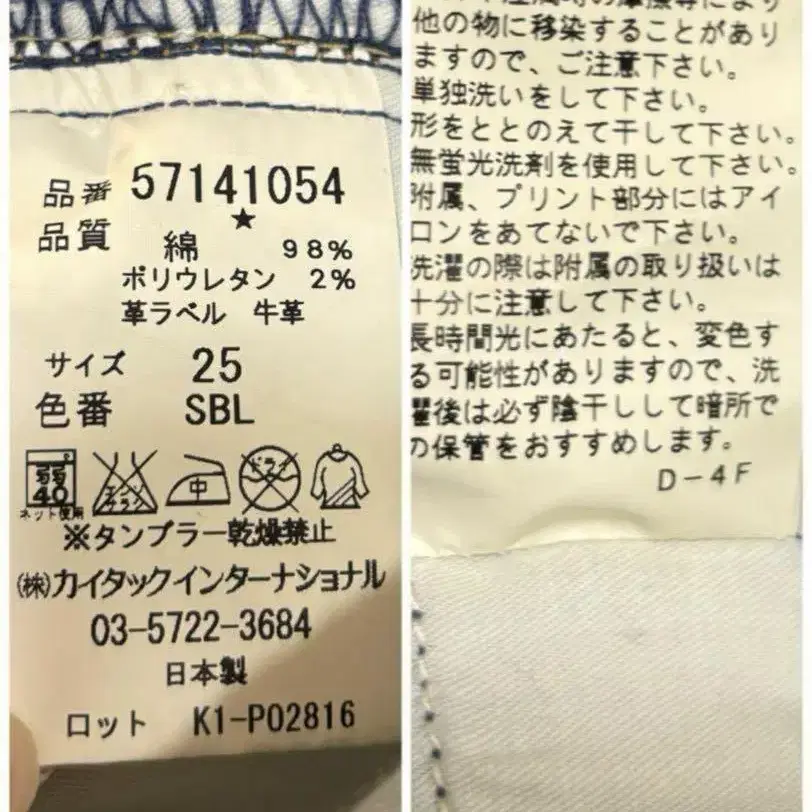 品番 57141054
★
品質 綿 98%
ポリウレタン 2%
革ラベル 牛革
サイズ 25
色番 SBL
弱
40
ネット使用
エンソ
サラシ
中
ドライ
※タンブラー乾燥禁止
(株)カイタックインターナショナル
03-5722-3684
日本製
ロット K1-P02816
他の物に移染することがあり
ますので、ご注意下さい。
単独洗いをして下さい。
形をととのえて干して下さい。
無蛍光洗剤を使用して下さい。
附属、プリント部分にはアイ
ロンをあてないで下さい。
洗濯の際は附属の取り扱いは
十分に注意して下さい。
長時間光にあたると、変色す
る可能性がありますので、洗
濯後は必ず陰干しして暗所で
の保管をおすすめします。
D-4F